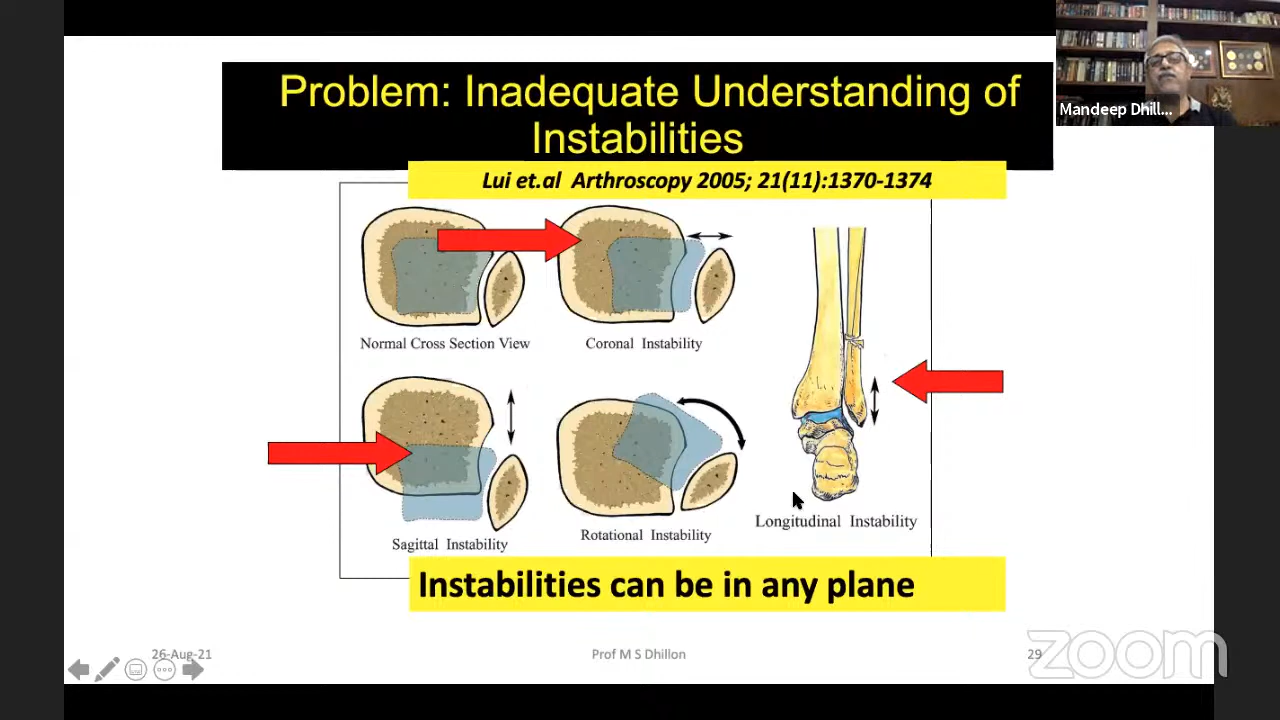 Problem: Inadequate Understanding of
Instabilities
Lui et.al Arthroscopy 2005; 21(11):1370-1374
Mandeep Dhill...
Normal Cross Section View
Coronal Instability
Sagittal Instability
Rotational Instability
Longitudinal Instability
Instabilities can be in any plane
26-Aug-21
Prof M S Dhillon
29
zoom